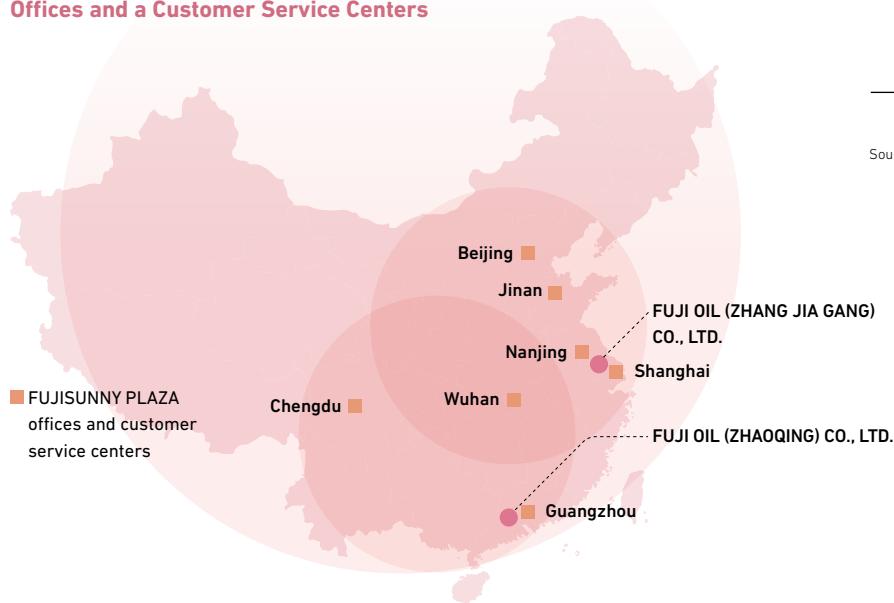 Offices and a Customer Service Centers
Sou
Beijing
Jinan
FUJI OIL (ZHANG JIA GANG)
CO., LTD.
Nanjing
Shanghai
FUJISUNNY PLAZA
offices and customer
service centers
Chengdu
Wuhan
FUJI OIL (ZHAOQING) CO., LTD.
Guangzhou